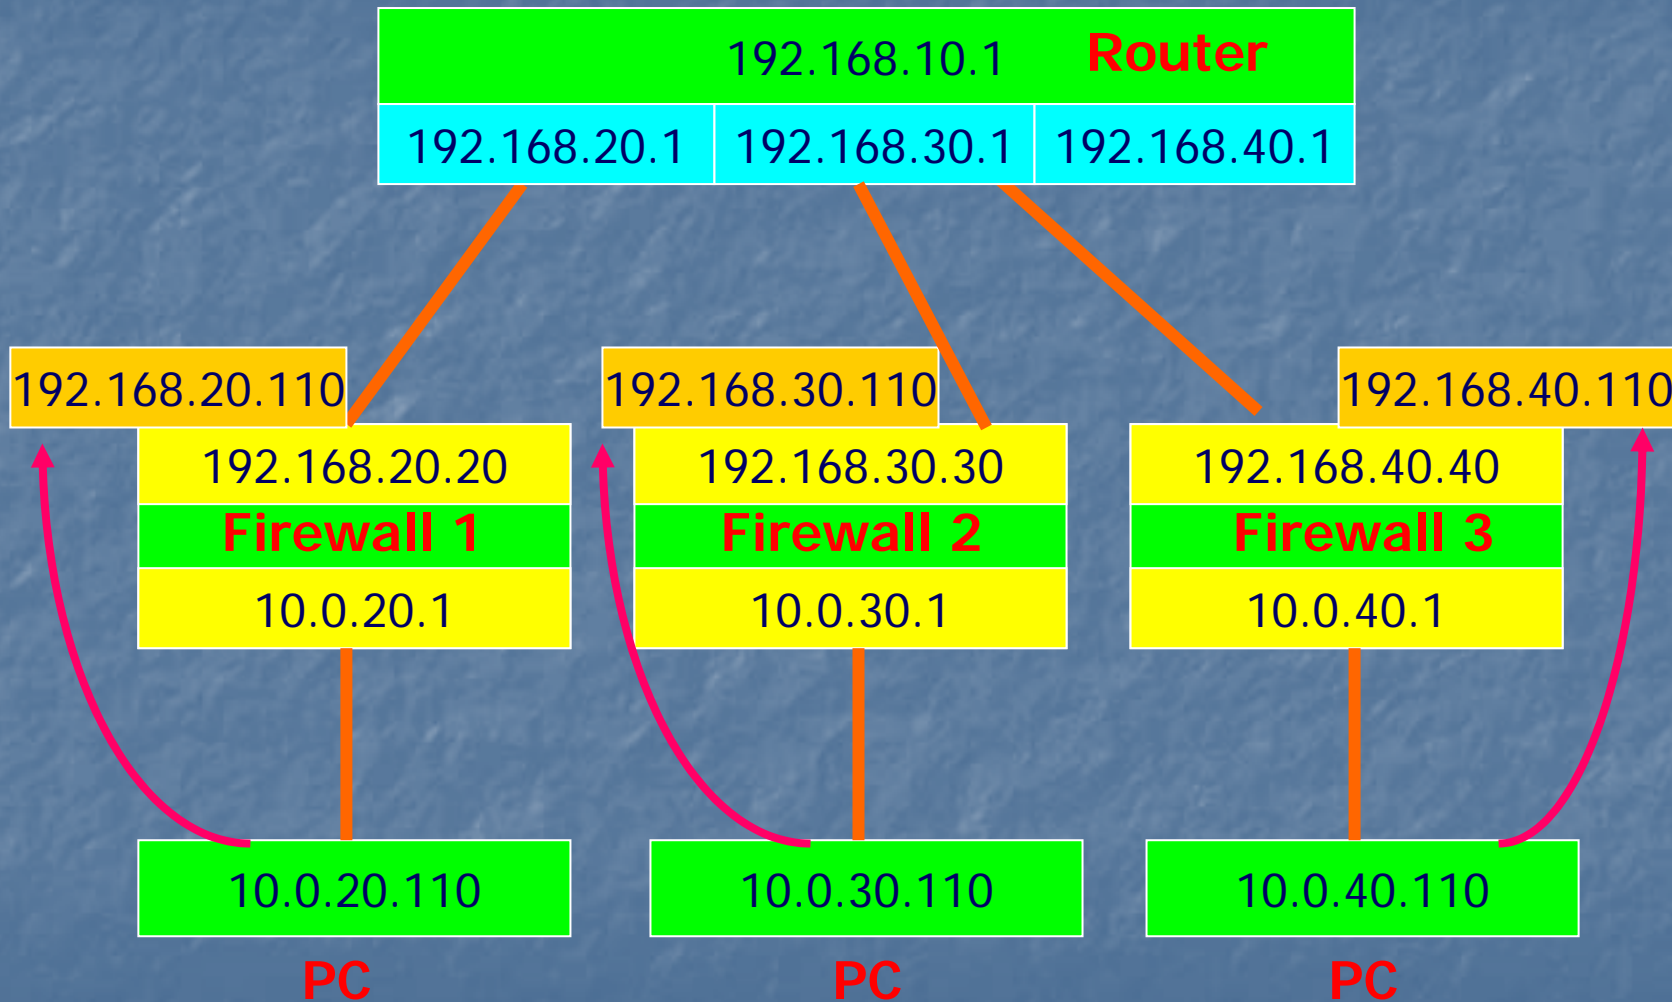 192.168.10.1 Router
192.168.20.1 192.168.30.1 192.168.40.1
192.168.20.110 192.168.30.110 192.168.40.110
192.168.20.20 192.168.30.30 192.168.40.40
Firewall 1 Firewall 2 Firewall 3
10.0.20.1 10.0.30.1 10.0.40.1
10.0.20.110 10.0.30.110 10.0.40.110
PC PC PC